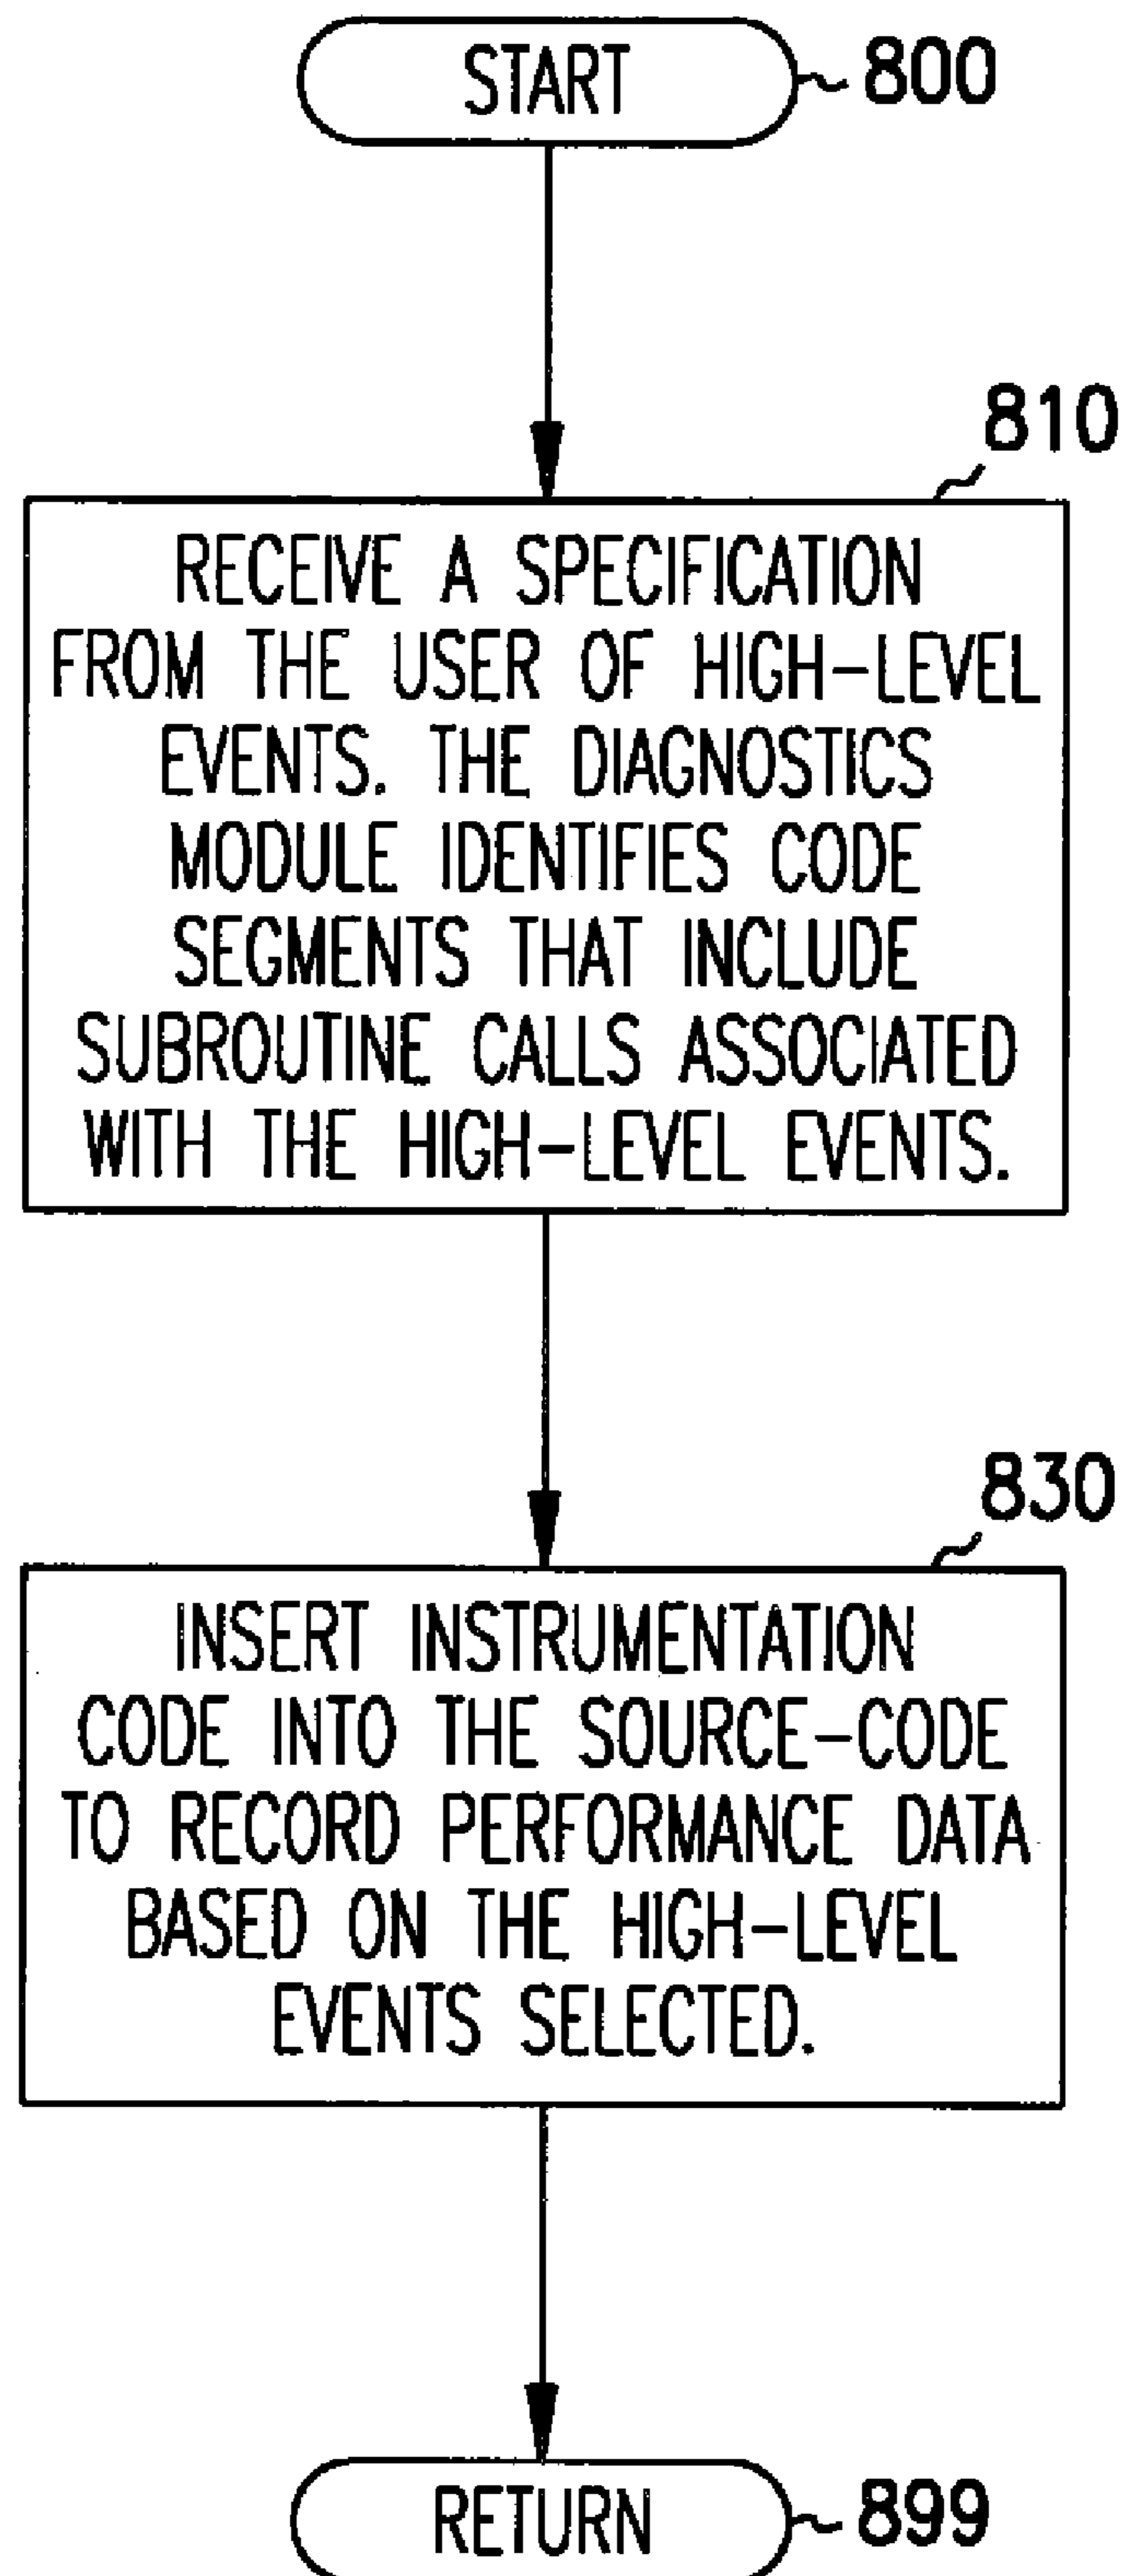 START 800
810
RECEIVE A SPECIFICATION
FROM THE USER OF HIGH-LEVEL
EVENTS. THE DIAGNOSTICS
MODULE IDENTIFIES CODE
SEGMENTS THAT INCLUDE
SUBROUTINE CALLS ASSOCIATED
WITH THE HIGH-LEVEL EVENTS.
830
INSERT INSTRUMENTATION
CODE INTO THE SOURCE-CODE
TO RECORD PERFORMANCE DATA
BASED ON THE HIGH-LEVEL
EVENTS SELECTED.
RETURN 899